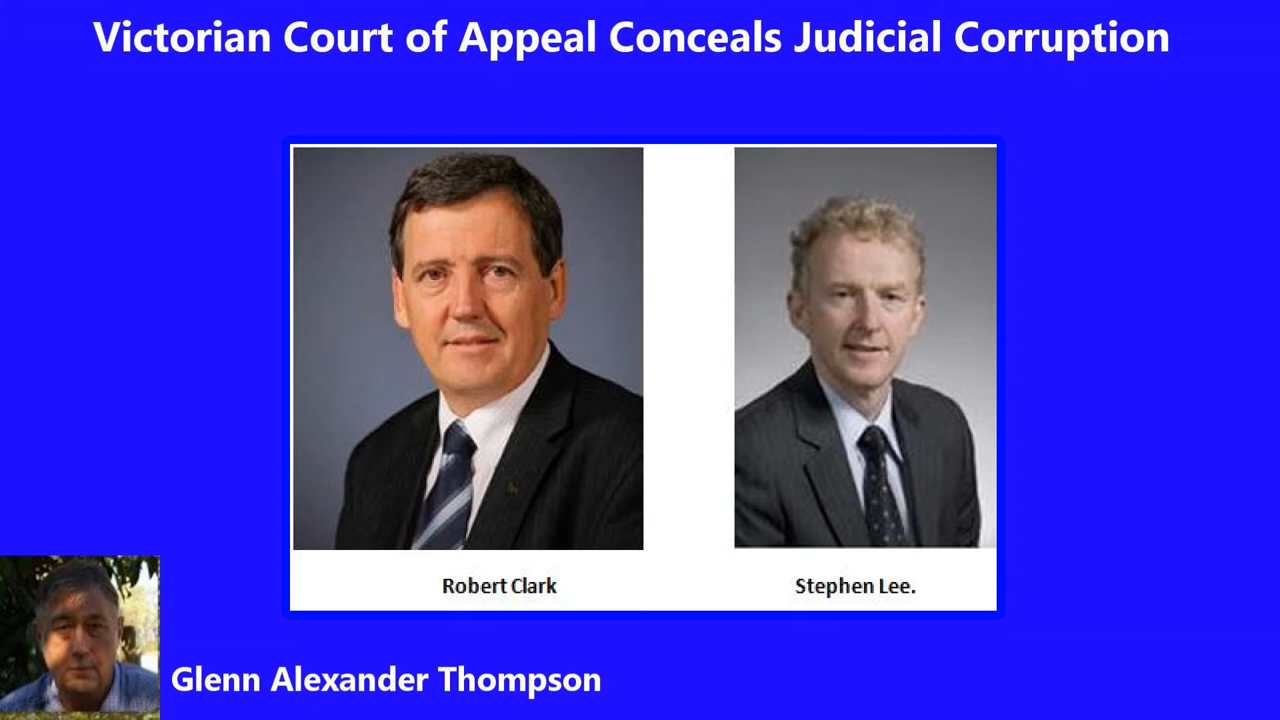 Victorian Court of Appeal Conceals Judicial Corruption
Robert Clark
Stephen Lee.
Glenn Alexander Thompson